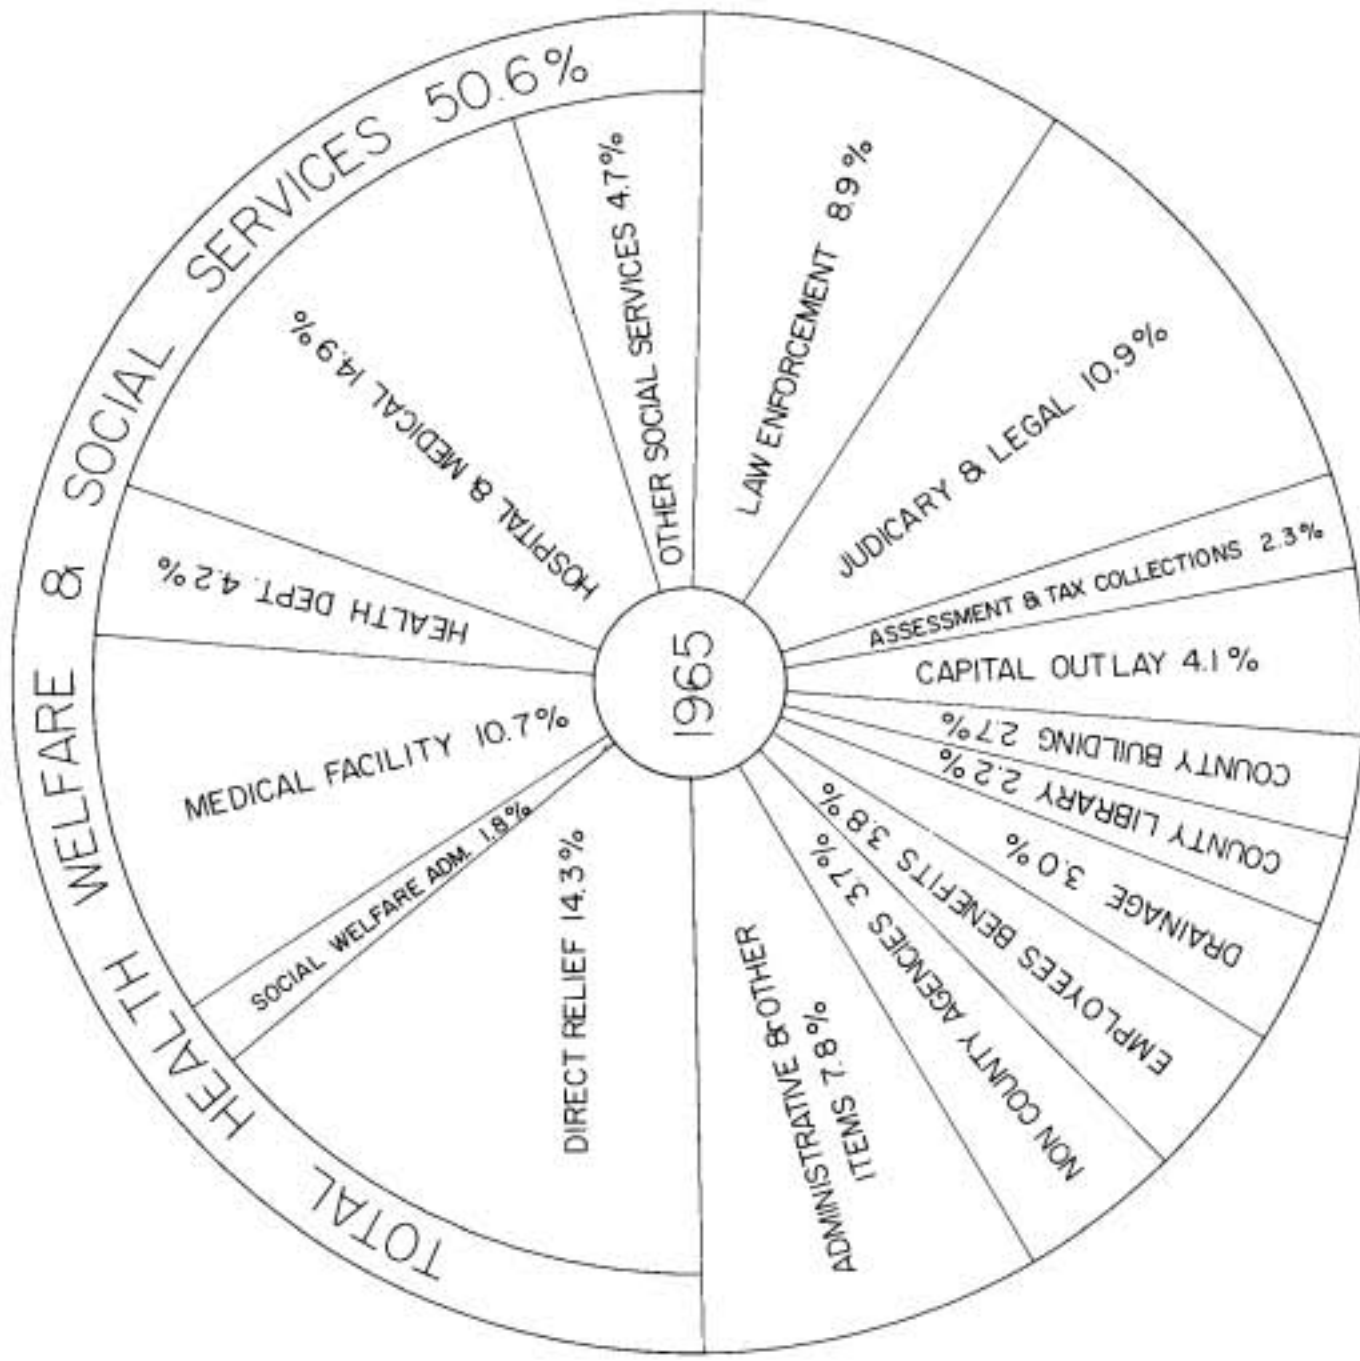 TOTAL HEALTH WELFARE & SOCIAL SERVICES 50.6%
OTHER SOCIAL SERVICES 4.7%
HOSPITAL & MEDICAL 14.9%
HEALTH DEPT. 4.2%
MEDICAL FACILITY 10.7%
SOCIAL WELFARE ADM. 1.8%
DIRECT RELIEF 14.3%
1965
LAW ENFORCEMENT 8.9%
JUDICARY & LEGAL 10.9%
ASSESSMENT & TAX COLLECTIONS 2.3%
CAPITAL OUTLAY 4.1%
COUNTY BUILDING 2.7%
COUNTY LIBRARY 2.2%
DRAINAGE 3.0%
EMPLOYEES BENEFITS 3.8%
NON COUNTY AGENCIES 3.7%
ADMINISTRATIVE & OTHER
ITEMS 7.8%